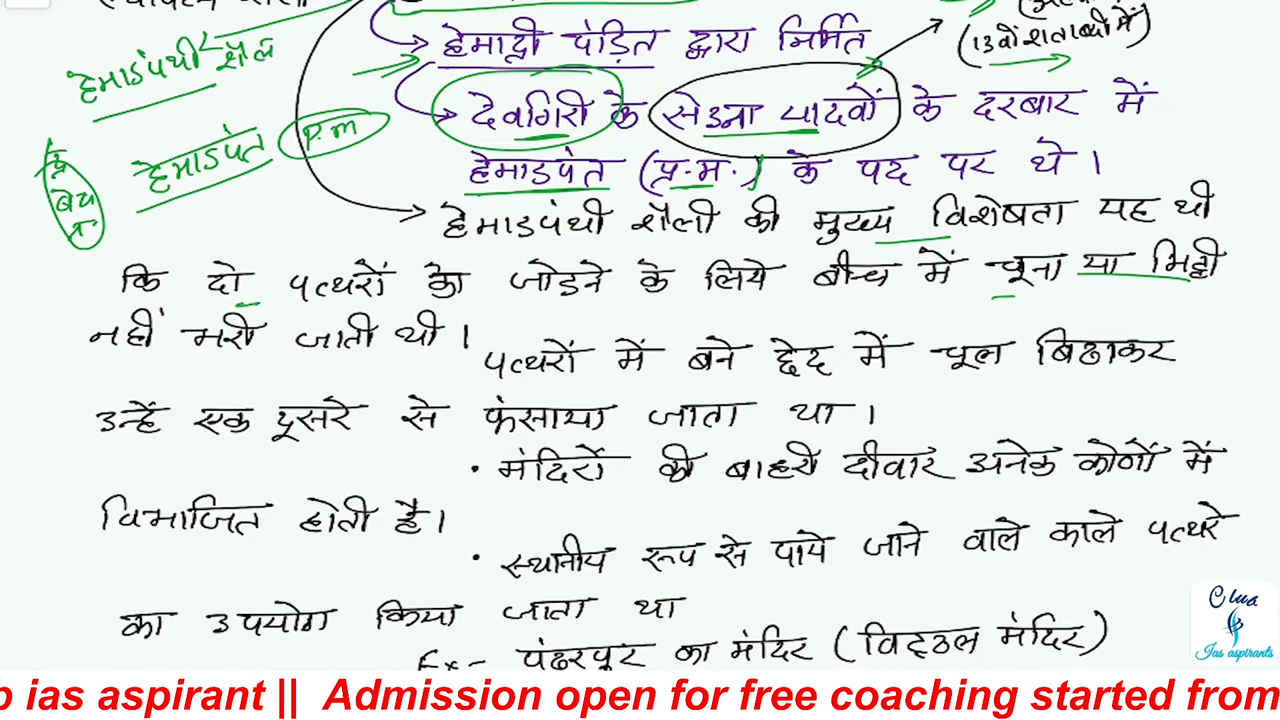 हेमाद्री पंड़ित द्वारा निर्मित
(13वीं शताब्दी में)
हेमाडपंथी शैली
देवगिरी के सेउना यादवों के दरबार में
हेमाडपंत P.M
हेमाडपंत (प्र.म.) के पद पर थे।
हेमाडपंथी शैली की मुख्य विशेषता यह थी
कि दो पत्थरों को जोडने के लिये बीच में चूना या मिट्टी
नहीं भरी जाती थी।
पत्थरों में बने छेद में चूल बिठाकर
उन्हें एक दूसरे से फंसाया जाता था।
• मंदिरों की बाहरी दीवार अनेक कोणों में
विभाजित होती है।
• स्थानीय रूप से पाये जाने वाले काले पत्थरे
का उपयोग किया जाता था
Ex- पंढरपूर का मंदिर (विट्ठल मंदिर)
Ias aspirants
b ias aspirant || Admission open for free coaching started from